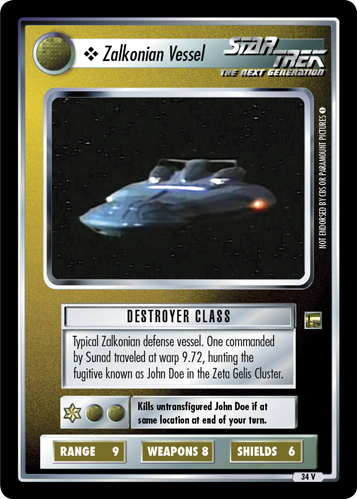 ❖ Zalkonian Vessel
STAR TREK
THE NEXT GENERATION
NOT ENDORSED BY CBS OR PARAMOUNT PICTURES
DESTROYER CLASS
Typical Zalkonian defense vessel. One commanded
by Sunad traveled at warp 9.72, hunting the
fugitive known as John Doe in the Zeta Gelis Cluster.
Kills untransfigured John Doe if at
same location at end of your turn.
RANGE 9 WEAPONS 8 SHIELDS 6
34 V